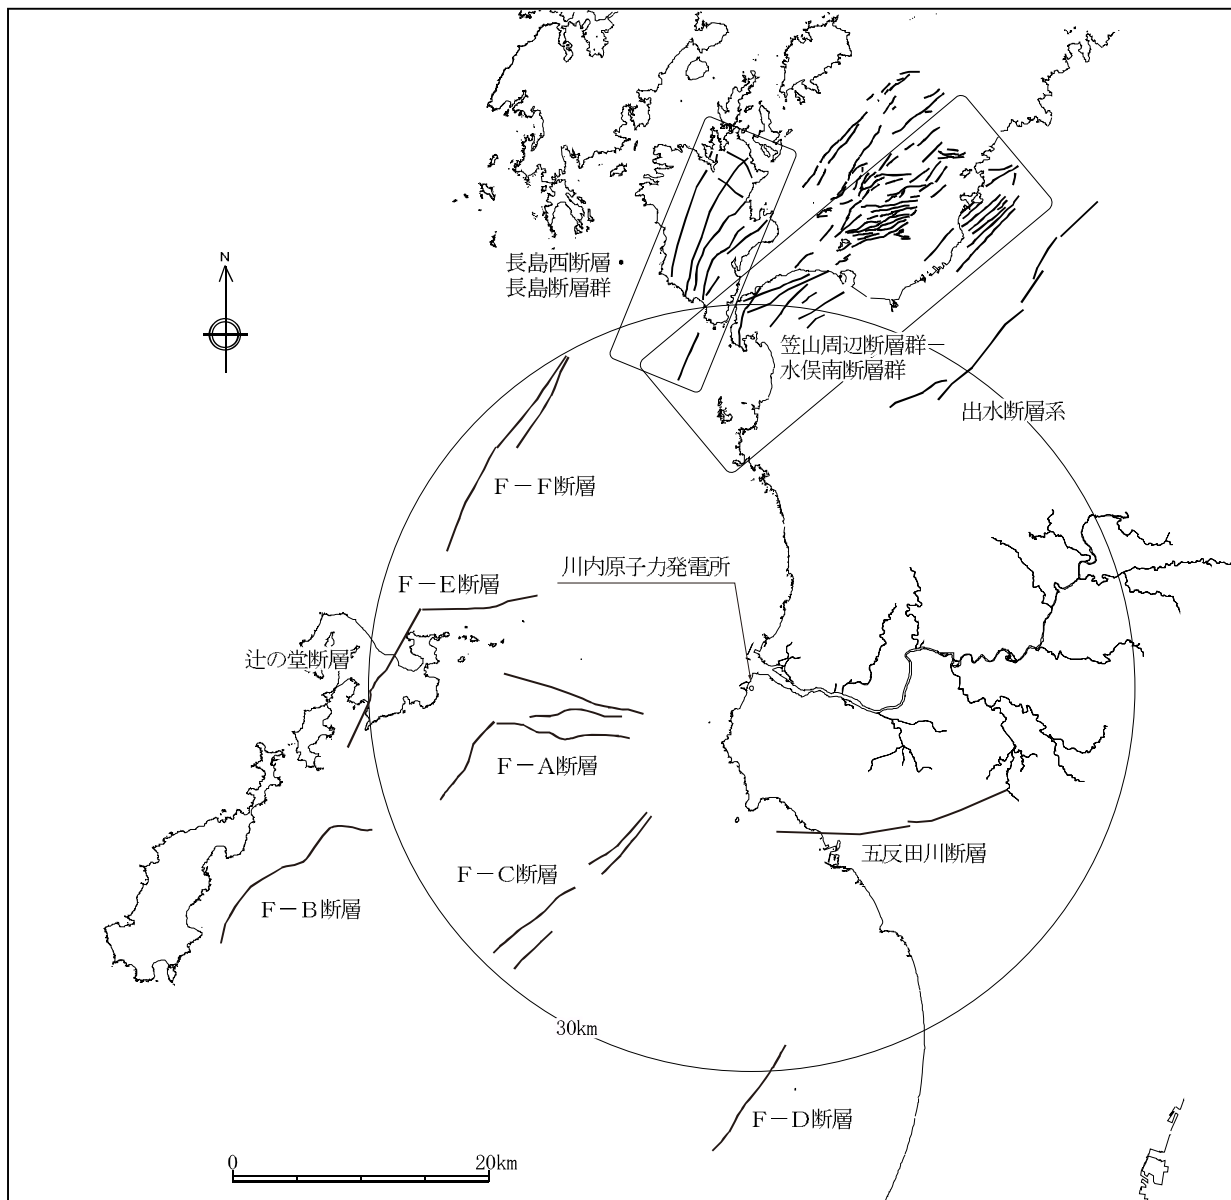 N
長島西断層・
長島断層群
笠山周辺断層群－
水俣南断層群
出水断層系
Ｆ－Ｆ断層
川内原子力発電所
Ｆ－Ｅ断層
辻の堂断層
Ｆ－Ａ断層
五反田川断層
Ｆ－Ｃ断層
Ｆ－Ｂ断層
30km
Ｆ－Ｄ断層
0 20km